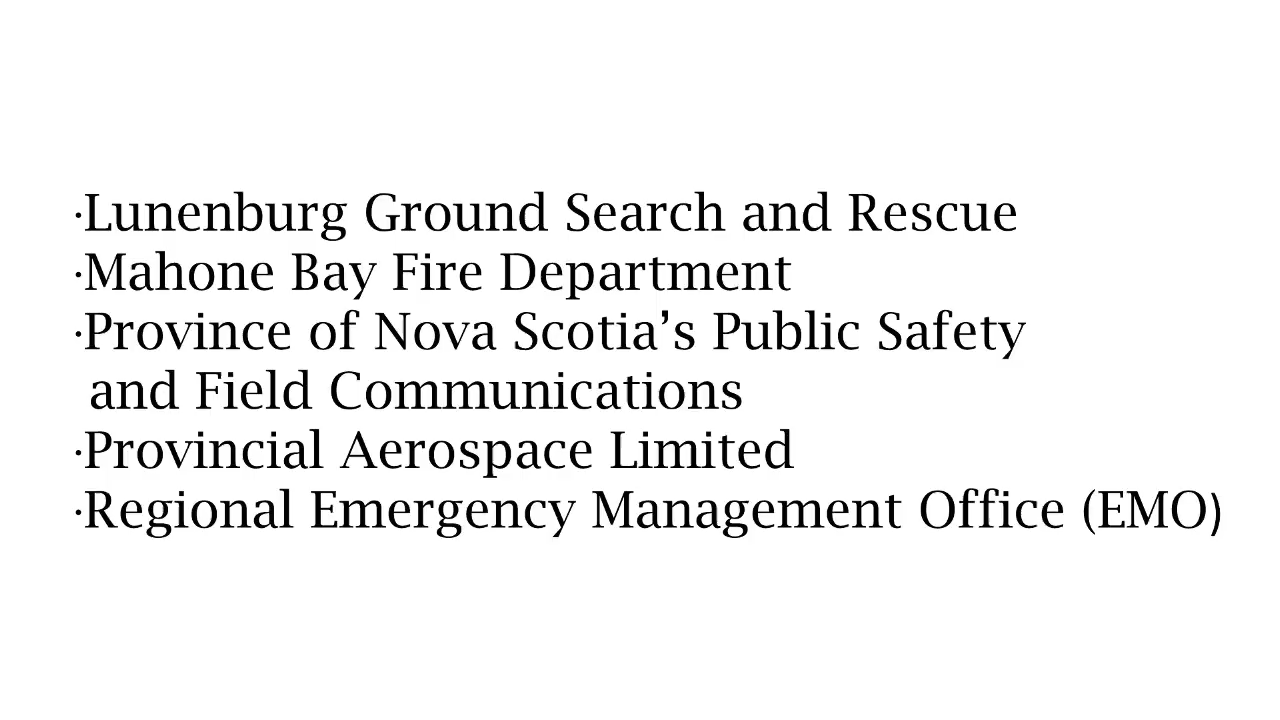 ·Lunenburg Ground Search and Rescue
·Mahone Bay Fire Department
·Province of Nova Scotia’s Public Safety
and Field Communications
·Provincial Aerospace Limited
·Regional Emergency Management Office (EMO)